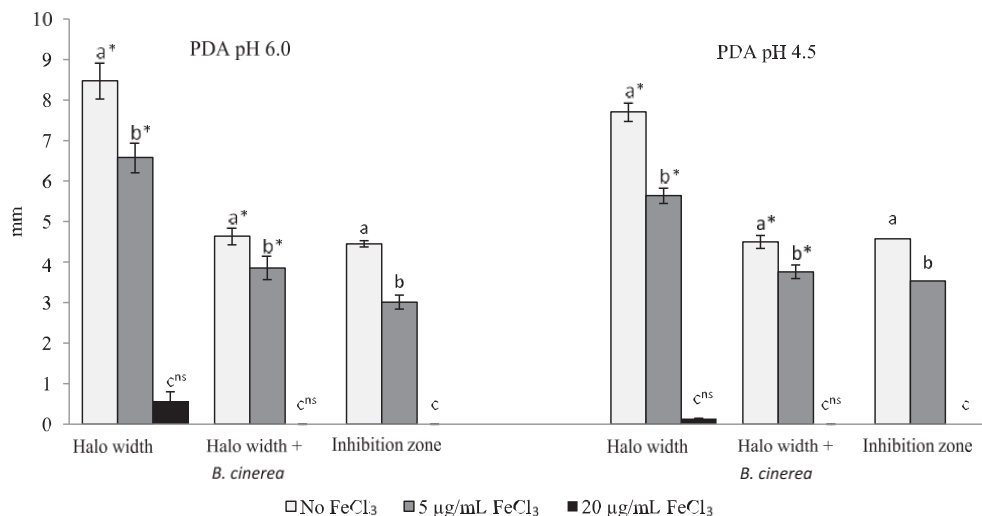 10
PDA pH 6.0
PDA pH 4.5
9
8
7
6
5
4
3
2
1
0
mm
a*
b*
cⁿˢ
a*
b*
cⁿˢ
a
b
c
a*
b*
cⁿˢ
a*
b*
cⁿˢ
a
b
c
Halo width
Halo width +
B. cinerea
Inhibition zone
Halo width
Halo width +
B. cinerea
Inhibition zone
No FeCl₃ 5 µg/mL FeCl₃ 20 µg/mL FeCl₃